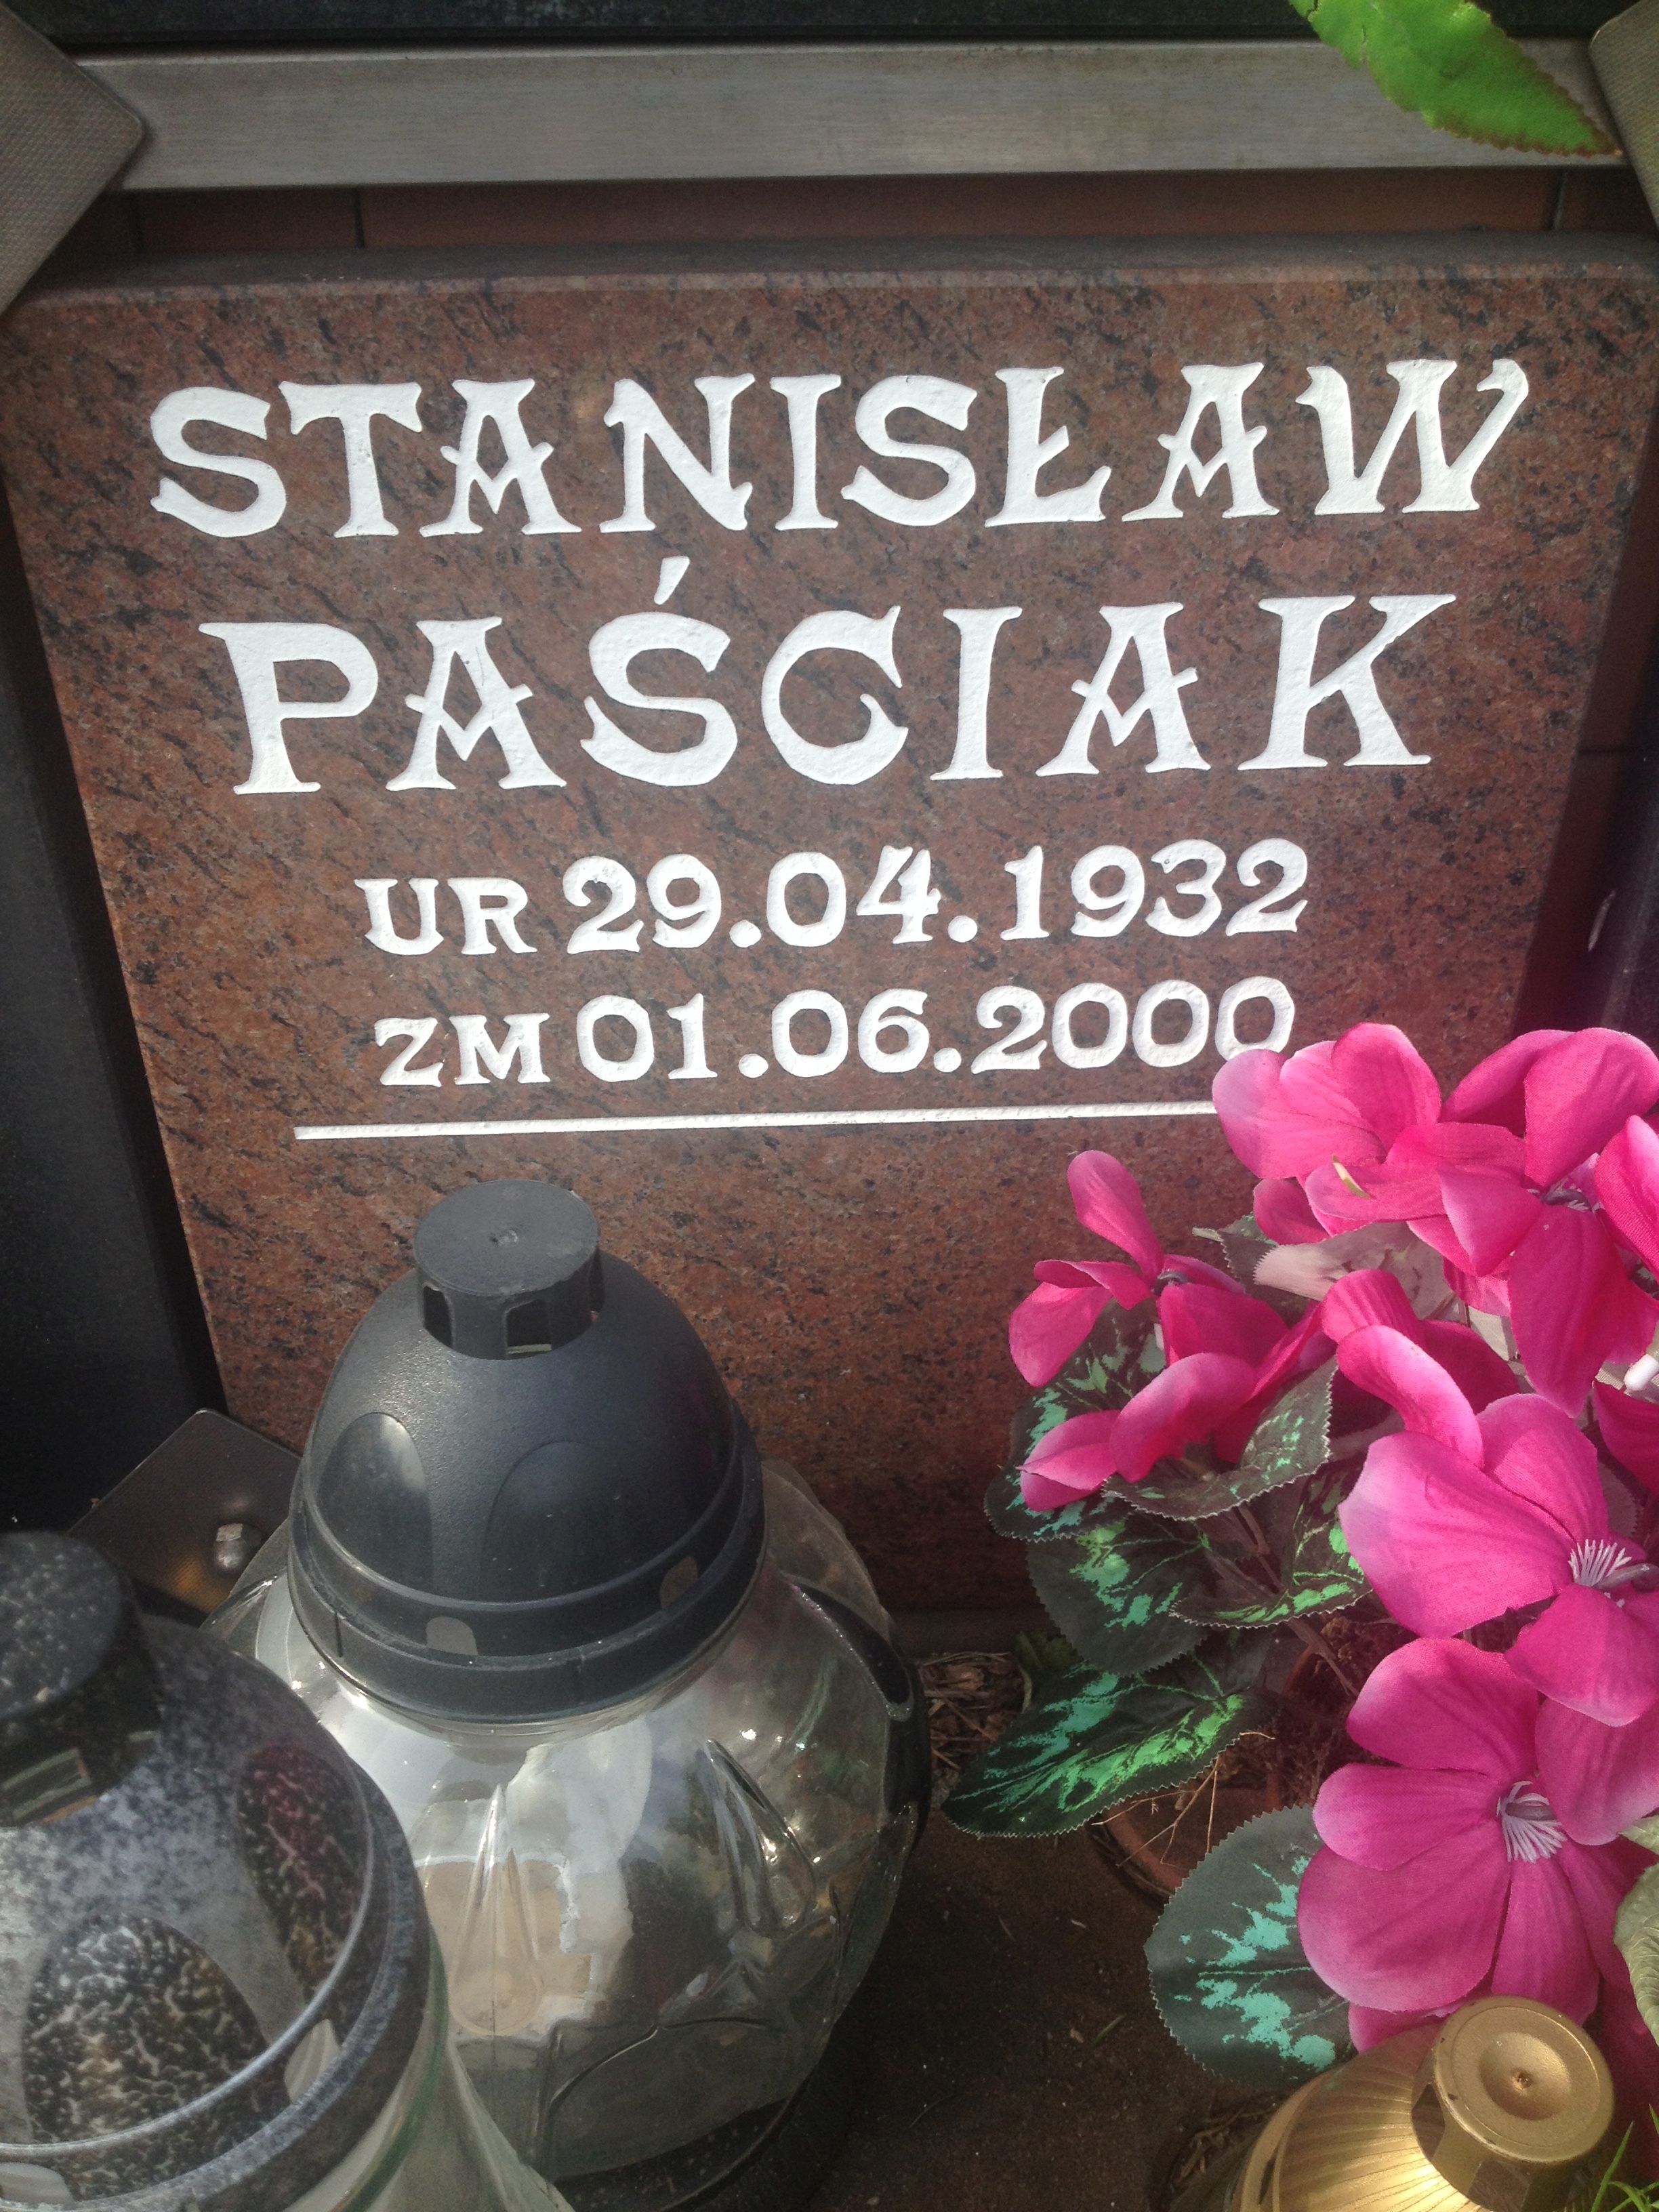 STANISŁAW
PAŚCIAK
UR 29.04.1932
ZM 01.06.2000